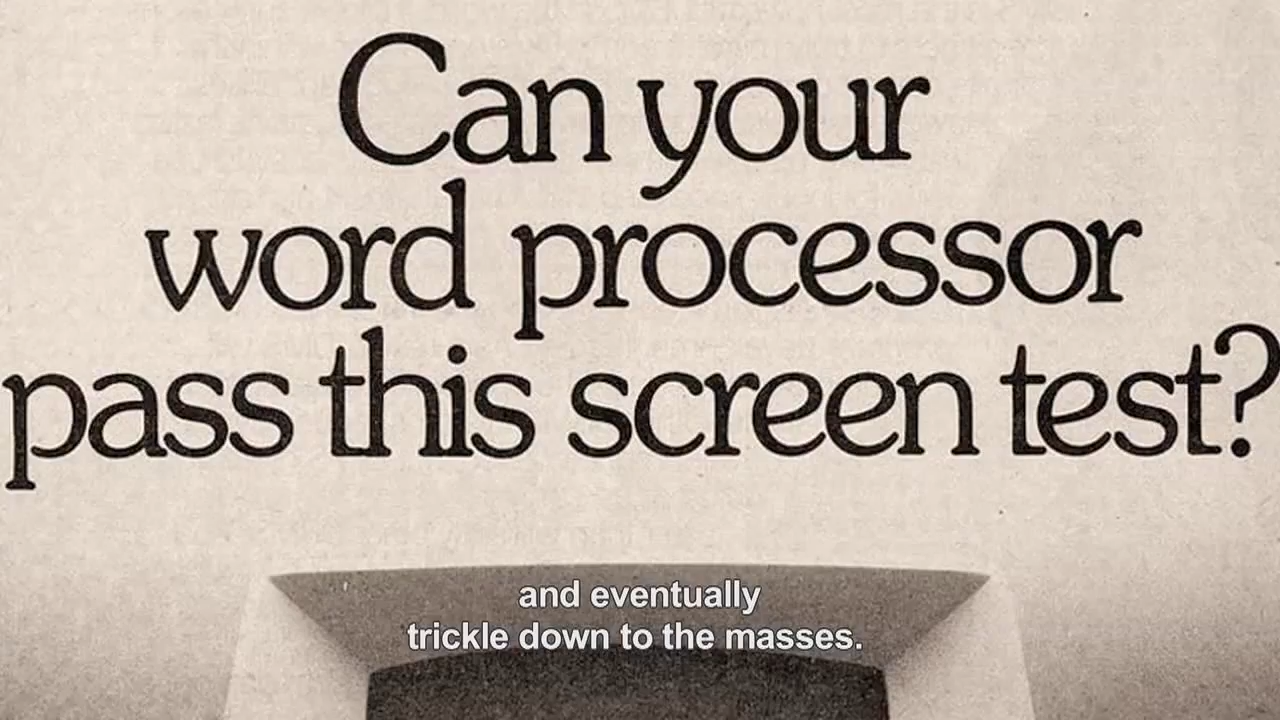 Can your
word processor
pass this screen test?
and eventually
trickle down to the masses.